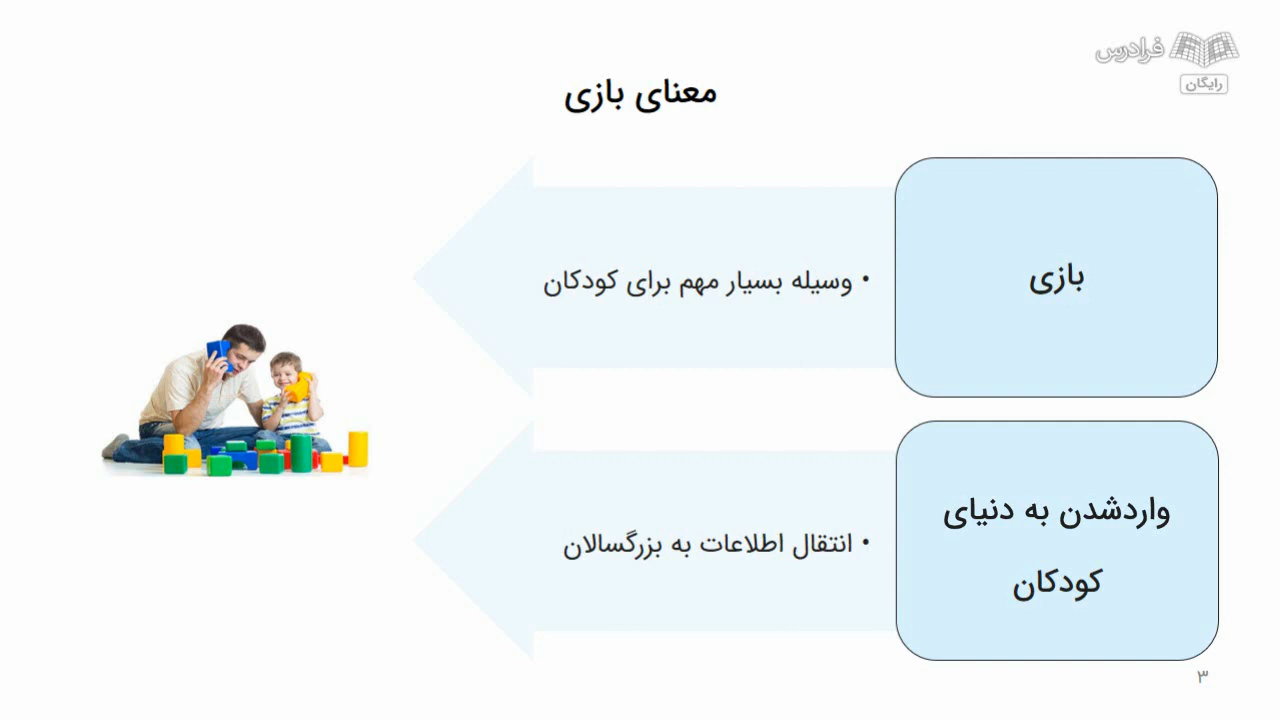 فرادرس
رایگان
معنای بازی
بازی
• وسیله بسیار مهم برای کودکان
واردشدن به دنیای
کودکان
• انتقال اطلاعات به بزرگسالان
۳